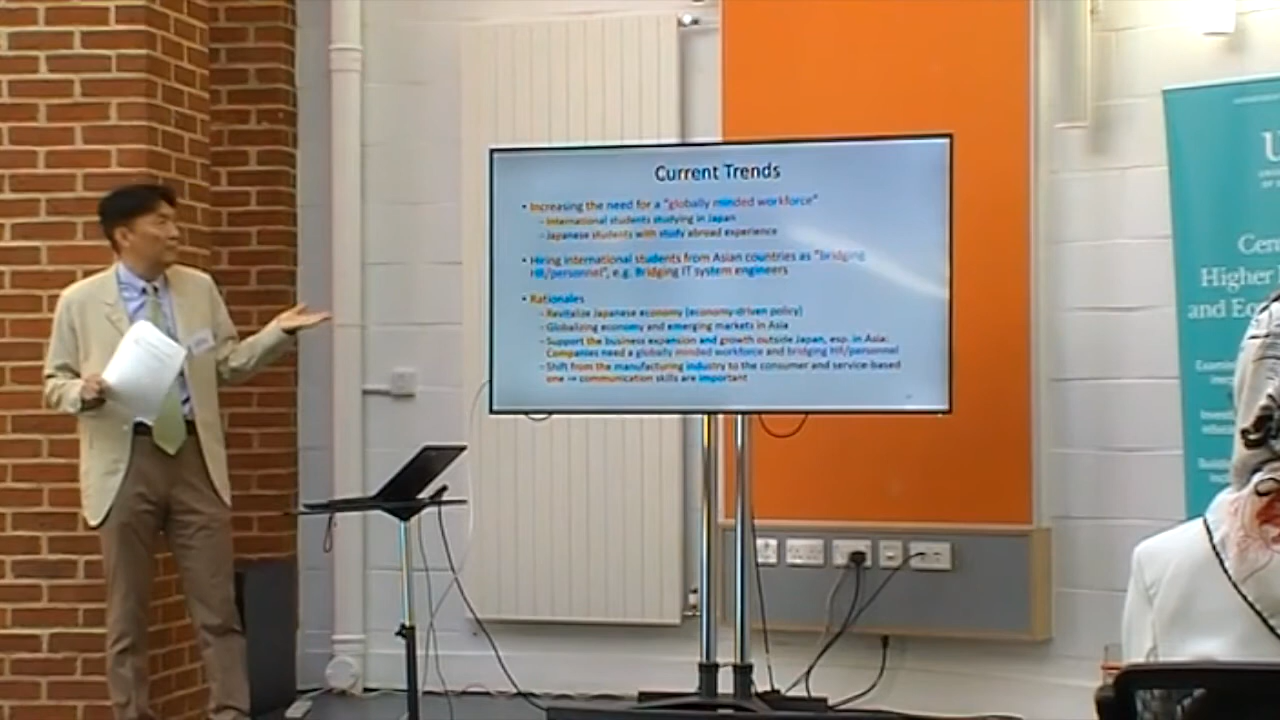 Current Trends
• Increasing the need for a "globally minded workforce"
– International students studying in Japan
– Japanese students with study abroad experience
• Hiring international students from Asian countries as "bridging
HR/personnel", e.g. Bridging IT system engineers
• Rationales
– Revitalize Japanese economy (economy-driven policy)
– Globalizing economy and emerging markets in Asia
– Support the business expansion and growth outside Japan, esp. in Asia:
Companies need a globally minded workforce and bridging HR/personnel
– Shift from the manufacturing industry to the consumer and service-based
one → communication skills are important
U
Higher
and